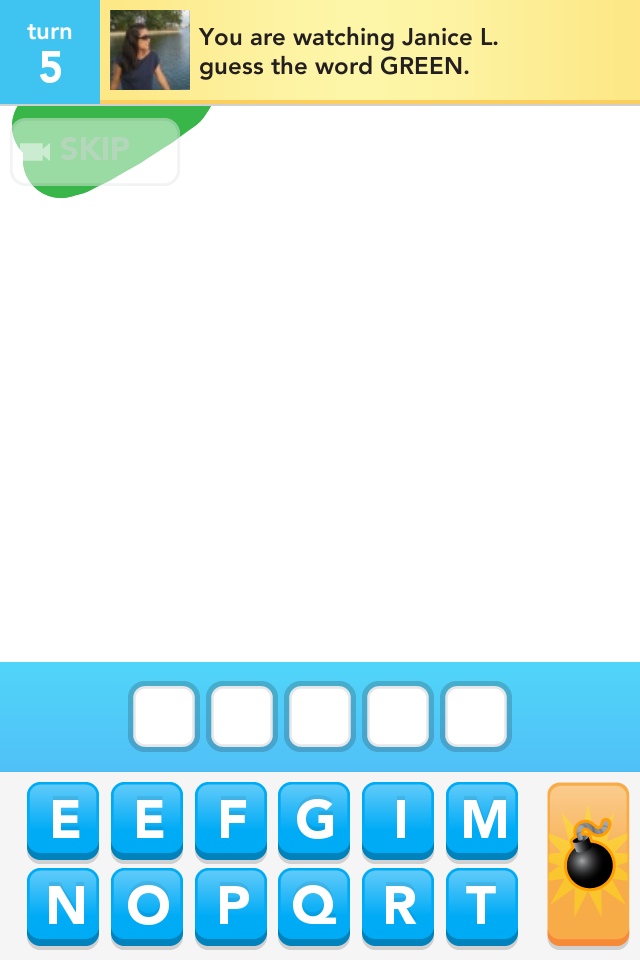 turn
5
You are watching Janice L.
guess the word GREEN.
SKIP
E E F G I M
N O P Q R T